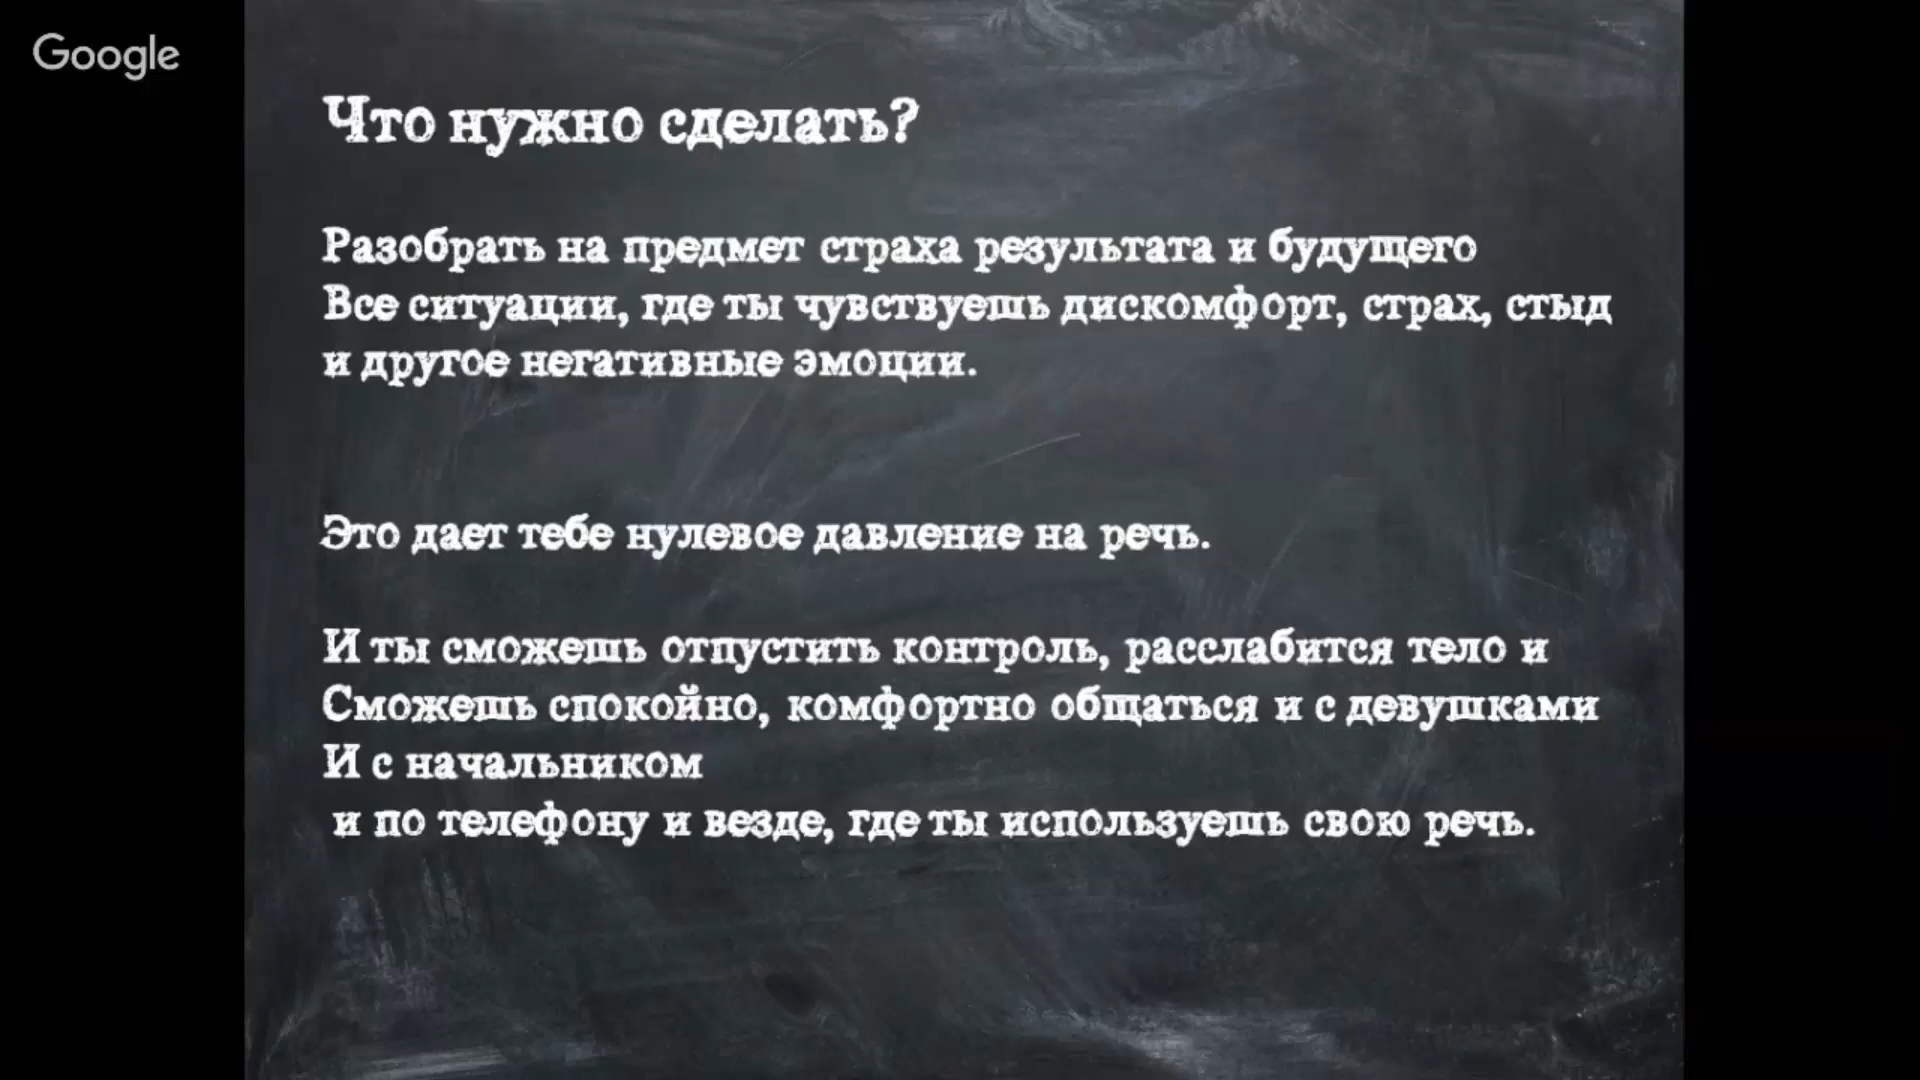 Google
Что нужно сделать?
Разобрать на предмет страха результата и будущего
Все ситуации, где ты чувствуешь дискомфорт, страх, стыд
и другое негативные эмоции.
Это дает тебе нулевое давление на речь.
И ты сможешь отпустить контроль, расслабится тело и
Сможешь спокойно, комфортно общаться и с девушками
И с начальником
и по телефону и везде, где ты используешь свою речь.